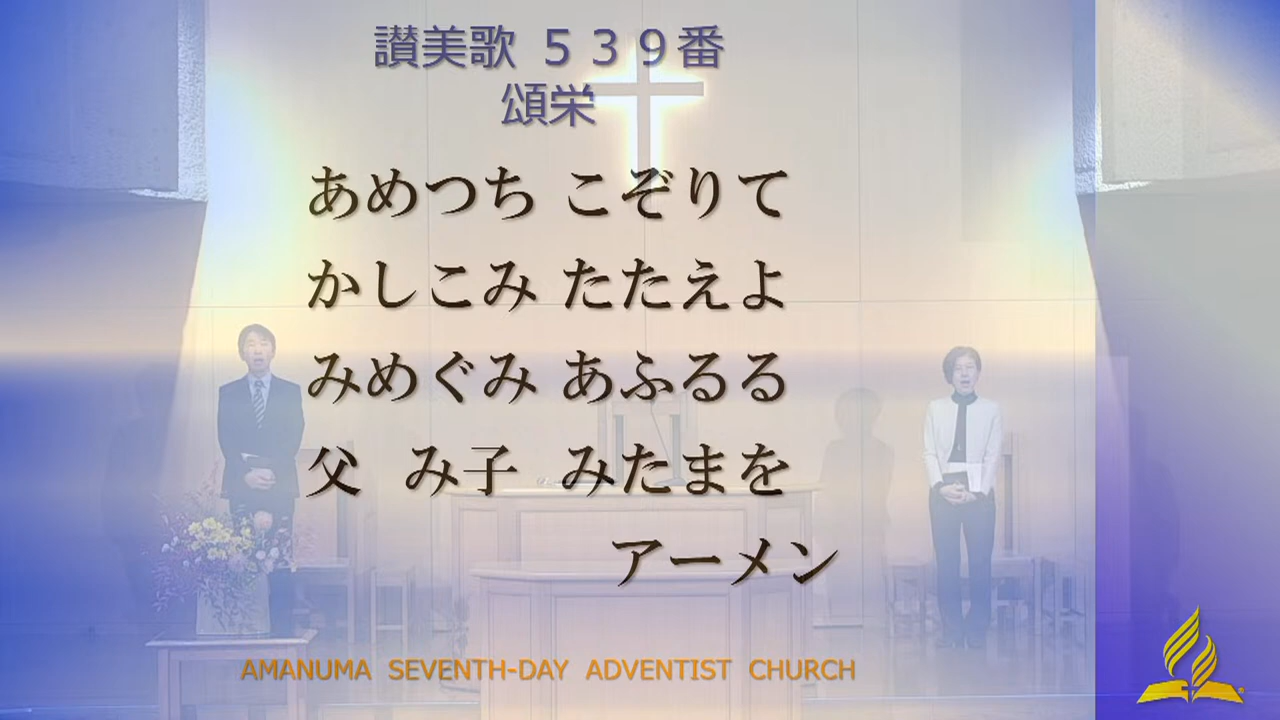 讃美歌 ５３９番
頌栄
あめつち こぞりて
かしこみ たたえよ
みめぐみ あふるる
父 み子 みたまを
アーメン
AMANUMA SEVENTH-DAY ADVENTIST CHURCH